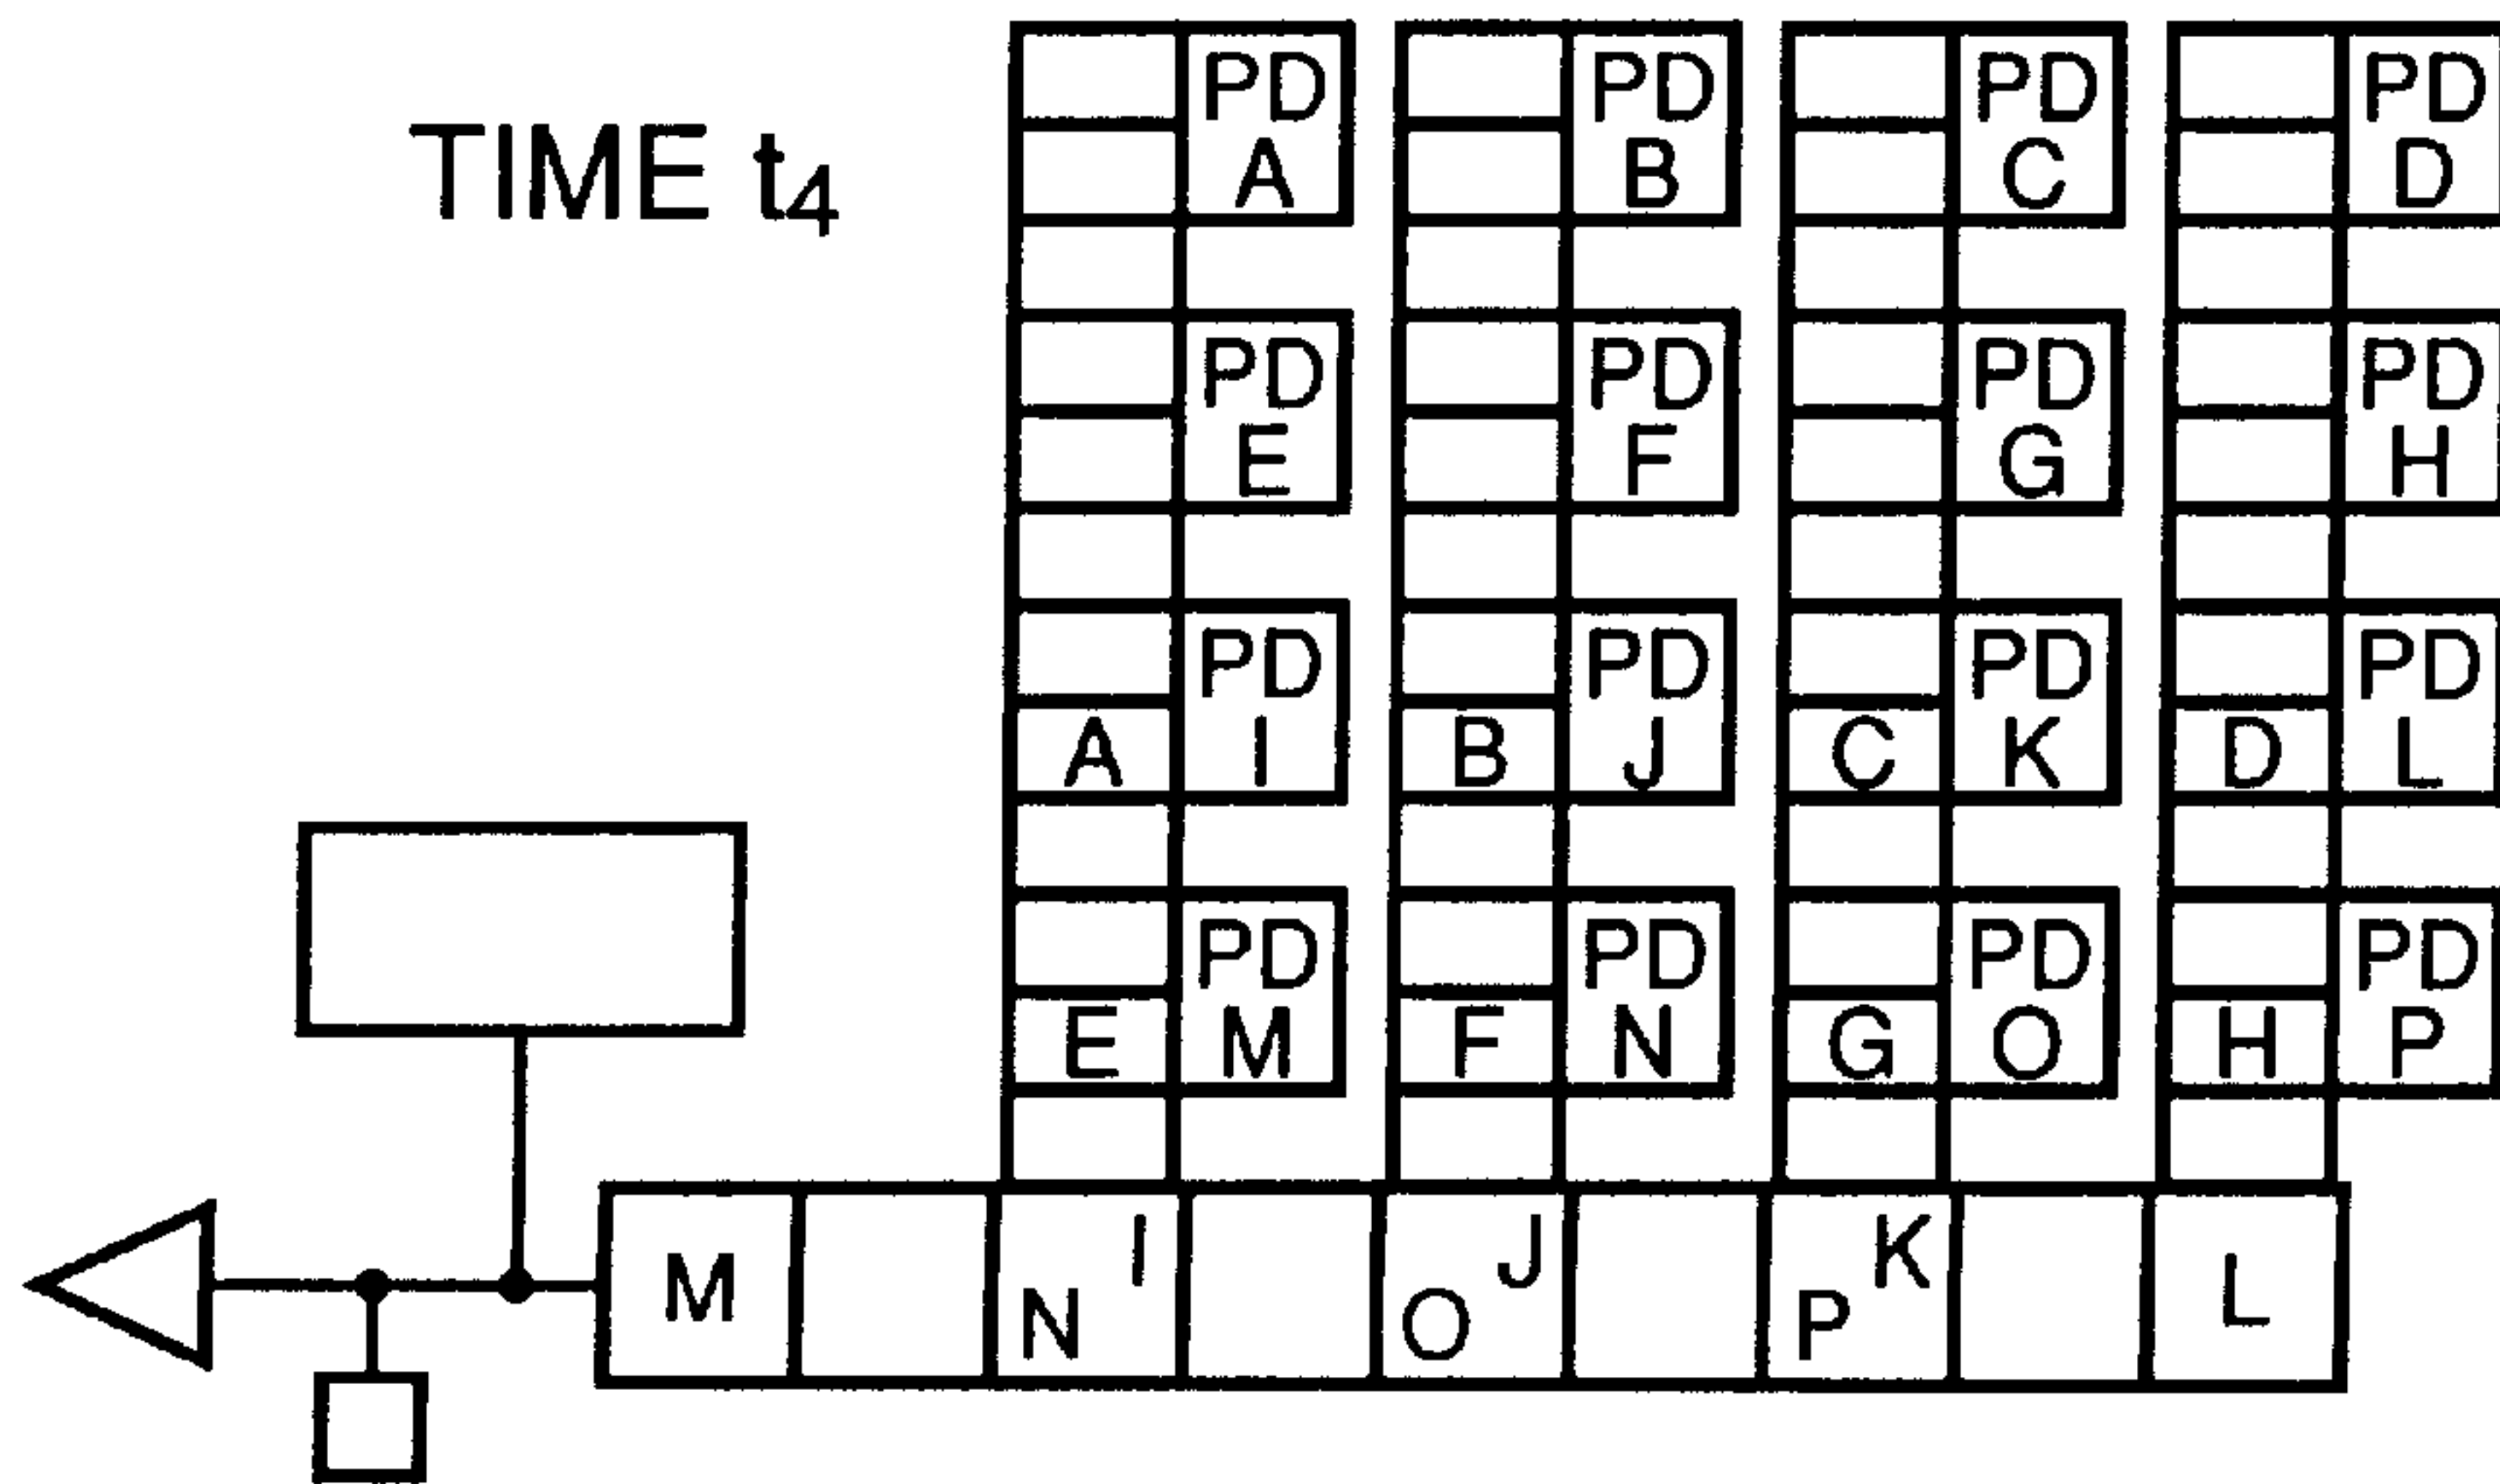 TIME t4
PD PD PD PD
A B C D
PD PD PD PD
E F G H
PD PD PD PD
A I B J C K D L
PD PD PD PD
E M F N G O H P
I J K
M L
N O P